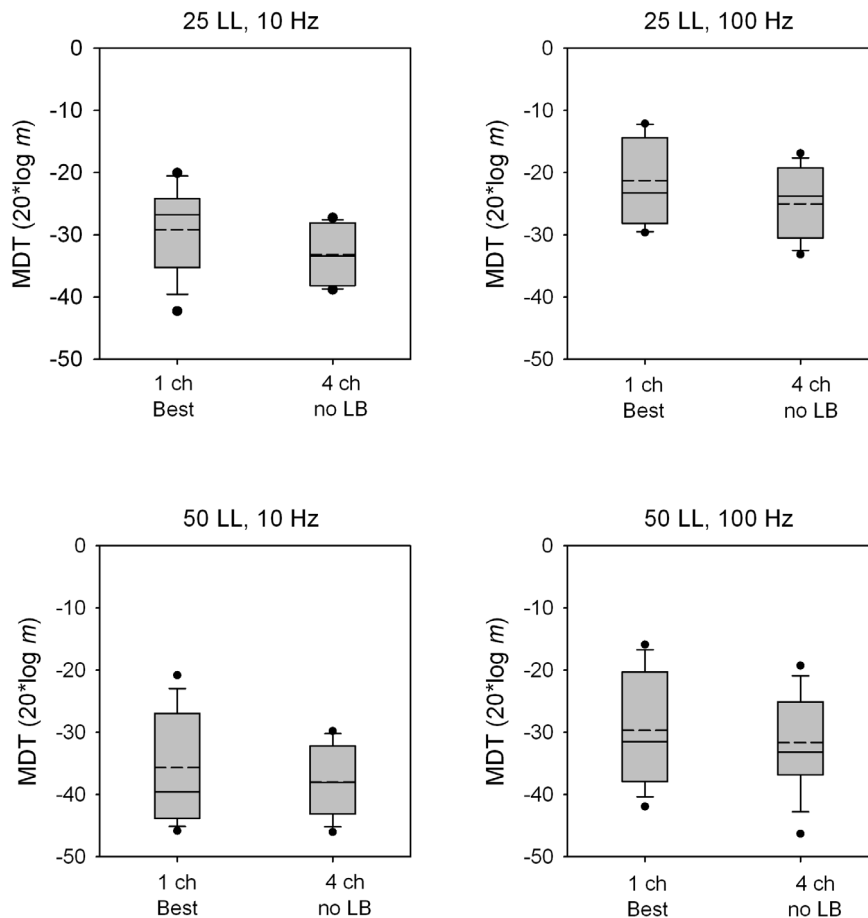 25 LL, 10 Hz
MDT (20*log m)
0
-10
-20
-30
-40
-50
1 ch
Best
4 ch
no LB
25 LL, 100 Hz
MDT (20*log m)
0
-10
-20
-30
-40
-50
1 ch
Best
4 ch
no LB
50 LL, 10 Hz
MDT (20*log m)
0
-10
-20
-30
-40
-50
1 ch
Best
4 ch
no LB
50 LL, 100 Hz
MDT (20*log m)
0
-10
-20
-30
-40
-50
1 ch
Best
4 ch
no LB